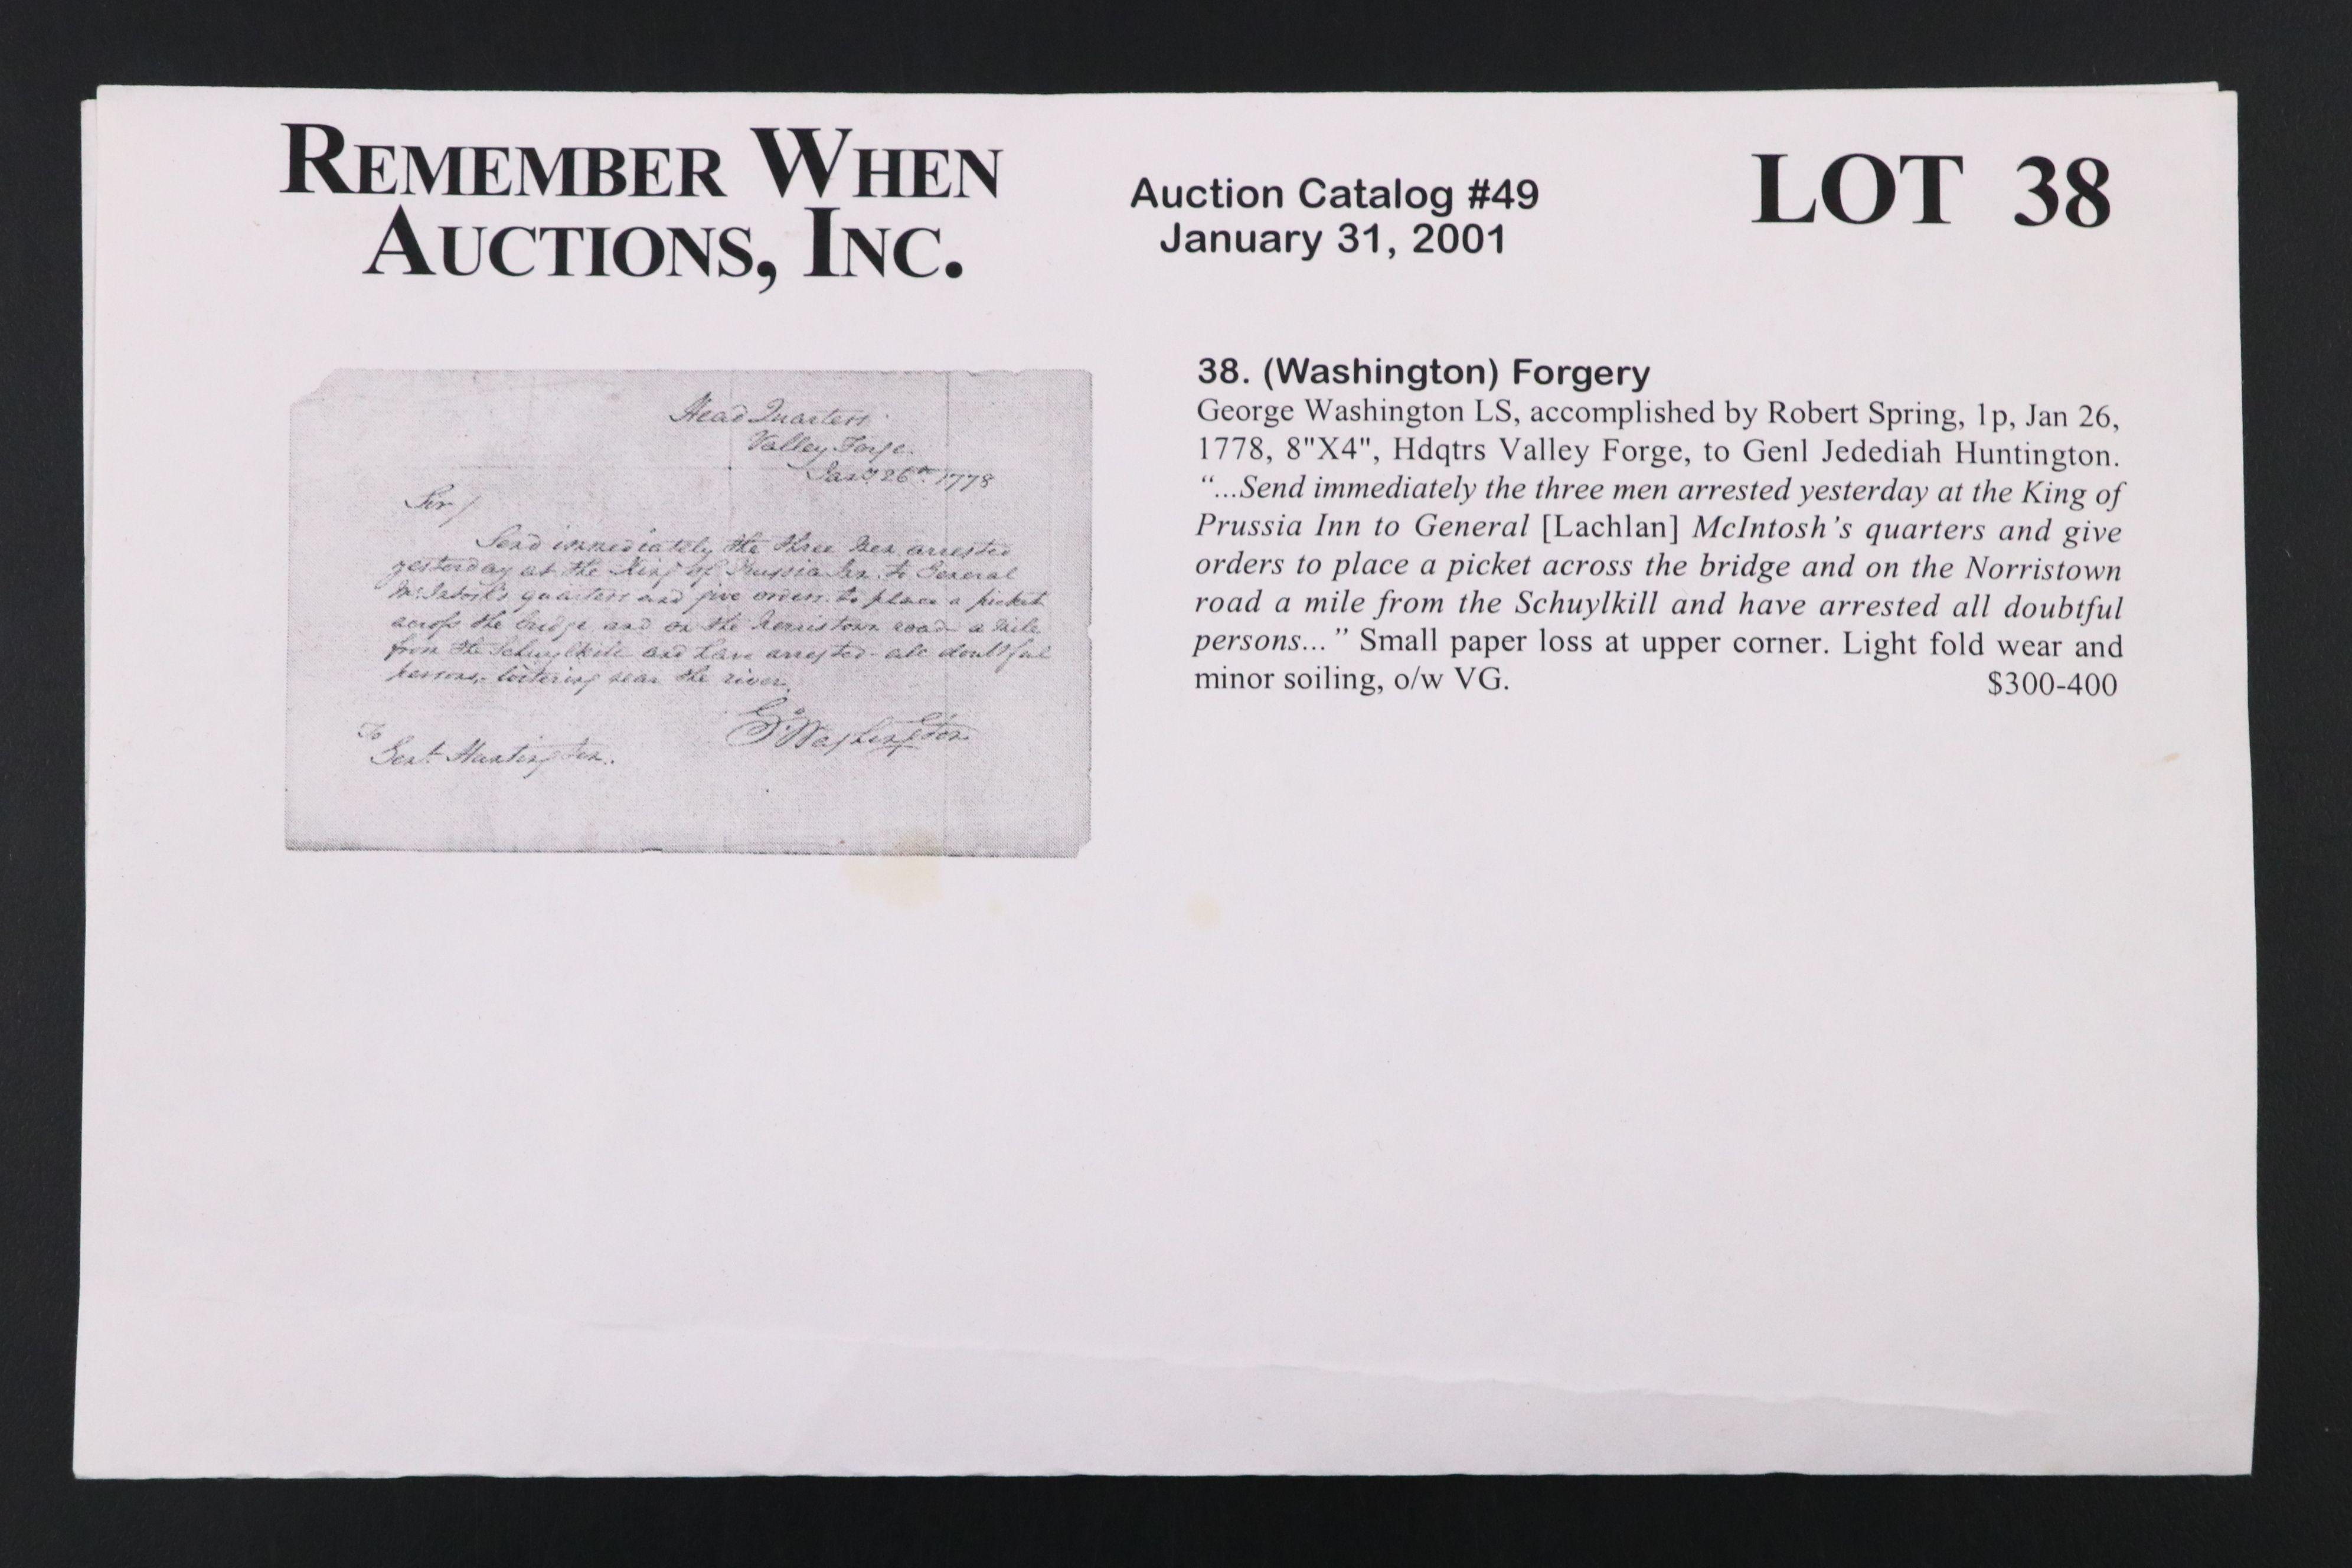 REMEMBER WHEN
AUCTIONS, INC.
Auction Catalog #49
January 31, 2001
LOT 38
Head Quarters
Valley Forge.
Jany 26th 1778
Sir/
Send immediately the three men arrested
yesterday at the King of Prussia Inn to General
McIntosh's quarters and give orders to place a picket
across the bridge and on the Norristown road a mile
from the Schuylkill and have arrested all doubtful
persons loitering near the river.
Go Washington
To
Genl Huntington.
38. (Washington) Forgery
George Washington LS, accomplished by Robert Spring, 1p, Jan 26,
1778, 8"X4", Hdqtrs Valley Forge, to Genl Jedediah Huntington.
“...Send immediately the three men arrested yesterday at the King of
Prussia Inn to General [Lachlan] McIntosh’s quarters and give
orders to place a picket across the bridge and on the Norristown
road a mile from the Schuylkill and have arrested all doubtful
persons...” Small paper loss at upper corner. Light fold wear and
minor soiling, o/w VG. $300-400